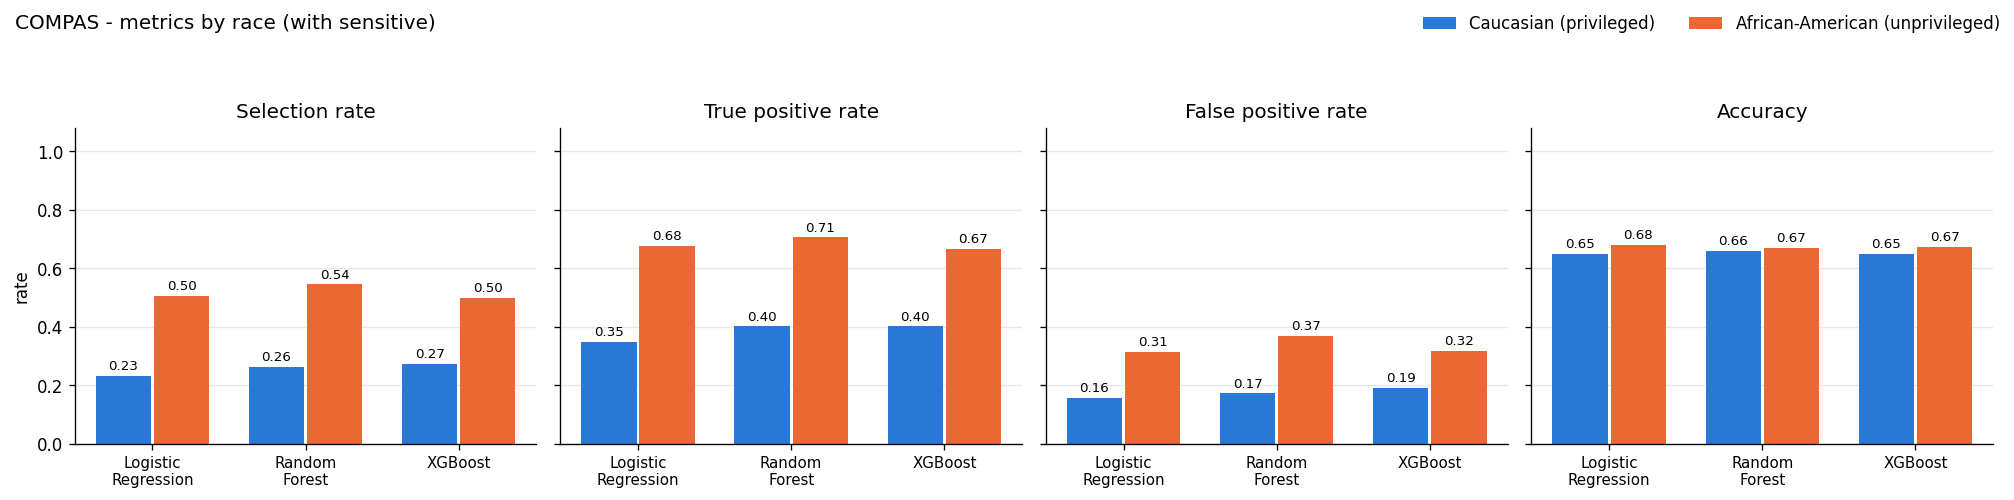 COMPAS - metrics by race (with sensitive)
Caucasian (privileged)
African-American (unprivileged)
Selection rate
True positive rate
False positive rate
Accuracy
rate
1.0
0.8
0.6
0.4
0.2
0.0
0.23
0.50
0.26
0.54
0.27
0.50
Logistic
Regression
Random
Forest
XGBoost
0.35
0.68
0.40
0.71
0.40
0.67
Logistic
Regression
Random
Forest
XGBoost
0.16
0.31
0.17
0.37
0.19
0.32
Logistic
Regression
Random
Forest
XGBoost
0.65
0.68
0.66
0.67
0.65
0.67
Logistic
Regression
Random
Forest
XGBoost